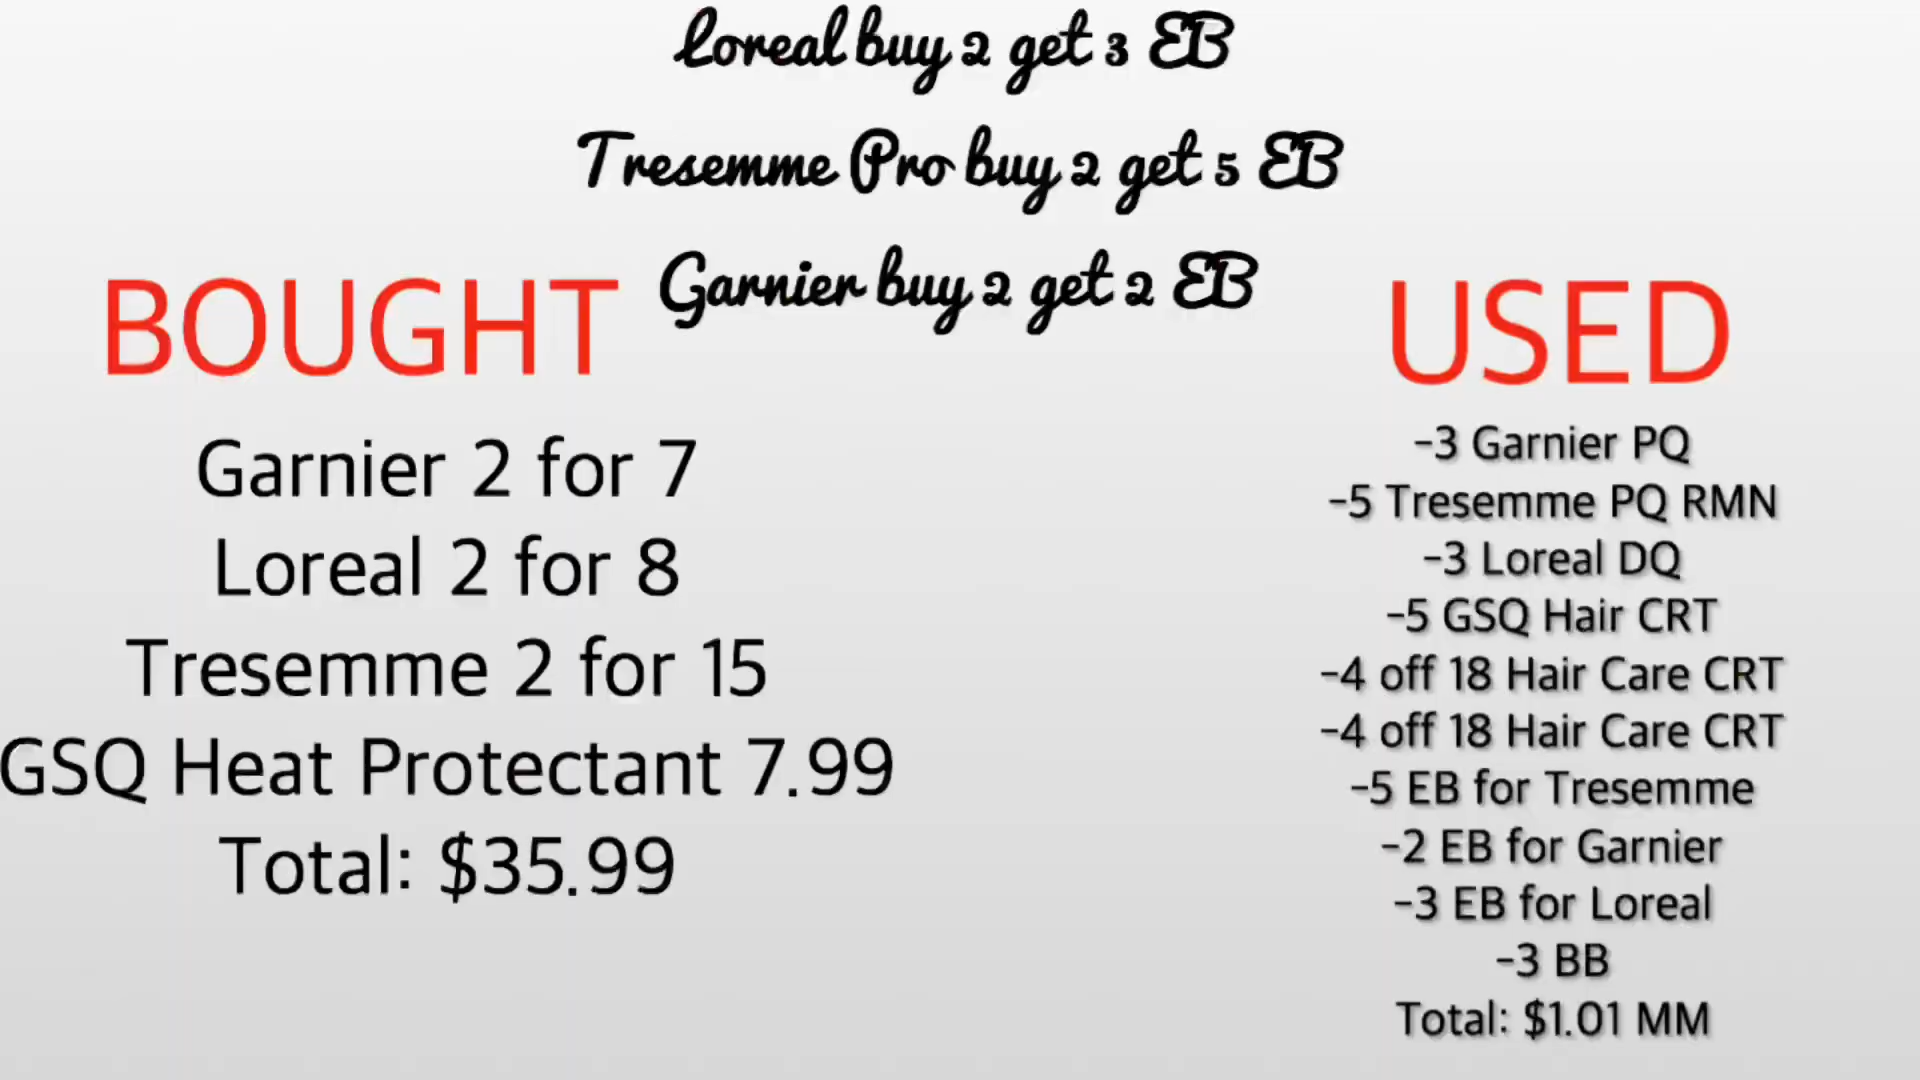 Loreal buy 2 get 3 EB
Tresemme Pro buy 2 get 5 EB
Garnier buy 2 get 2 EB
BOUGHT
Garnier 2 for 7
Loreal 2 for 8
Tresemme 2 for 15
GSQ Heat Protectant 7.99
Total: $35.99
USED
-3 Garnier PQ
-5 Tresemme PQ RMN
-3 Loreal DQ
-5 GSQ Hair CRT
-4 off 18 Hair Care CRT
-4 off 18 Hair Care CRT
-5 EB for Tresemme
-2 EB for Garnier
-3 EB for Loreal
-3 BB
Total: $1.01 MM